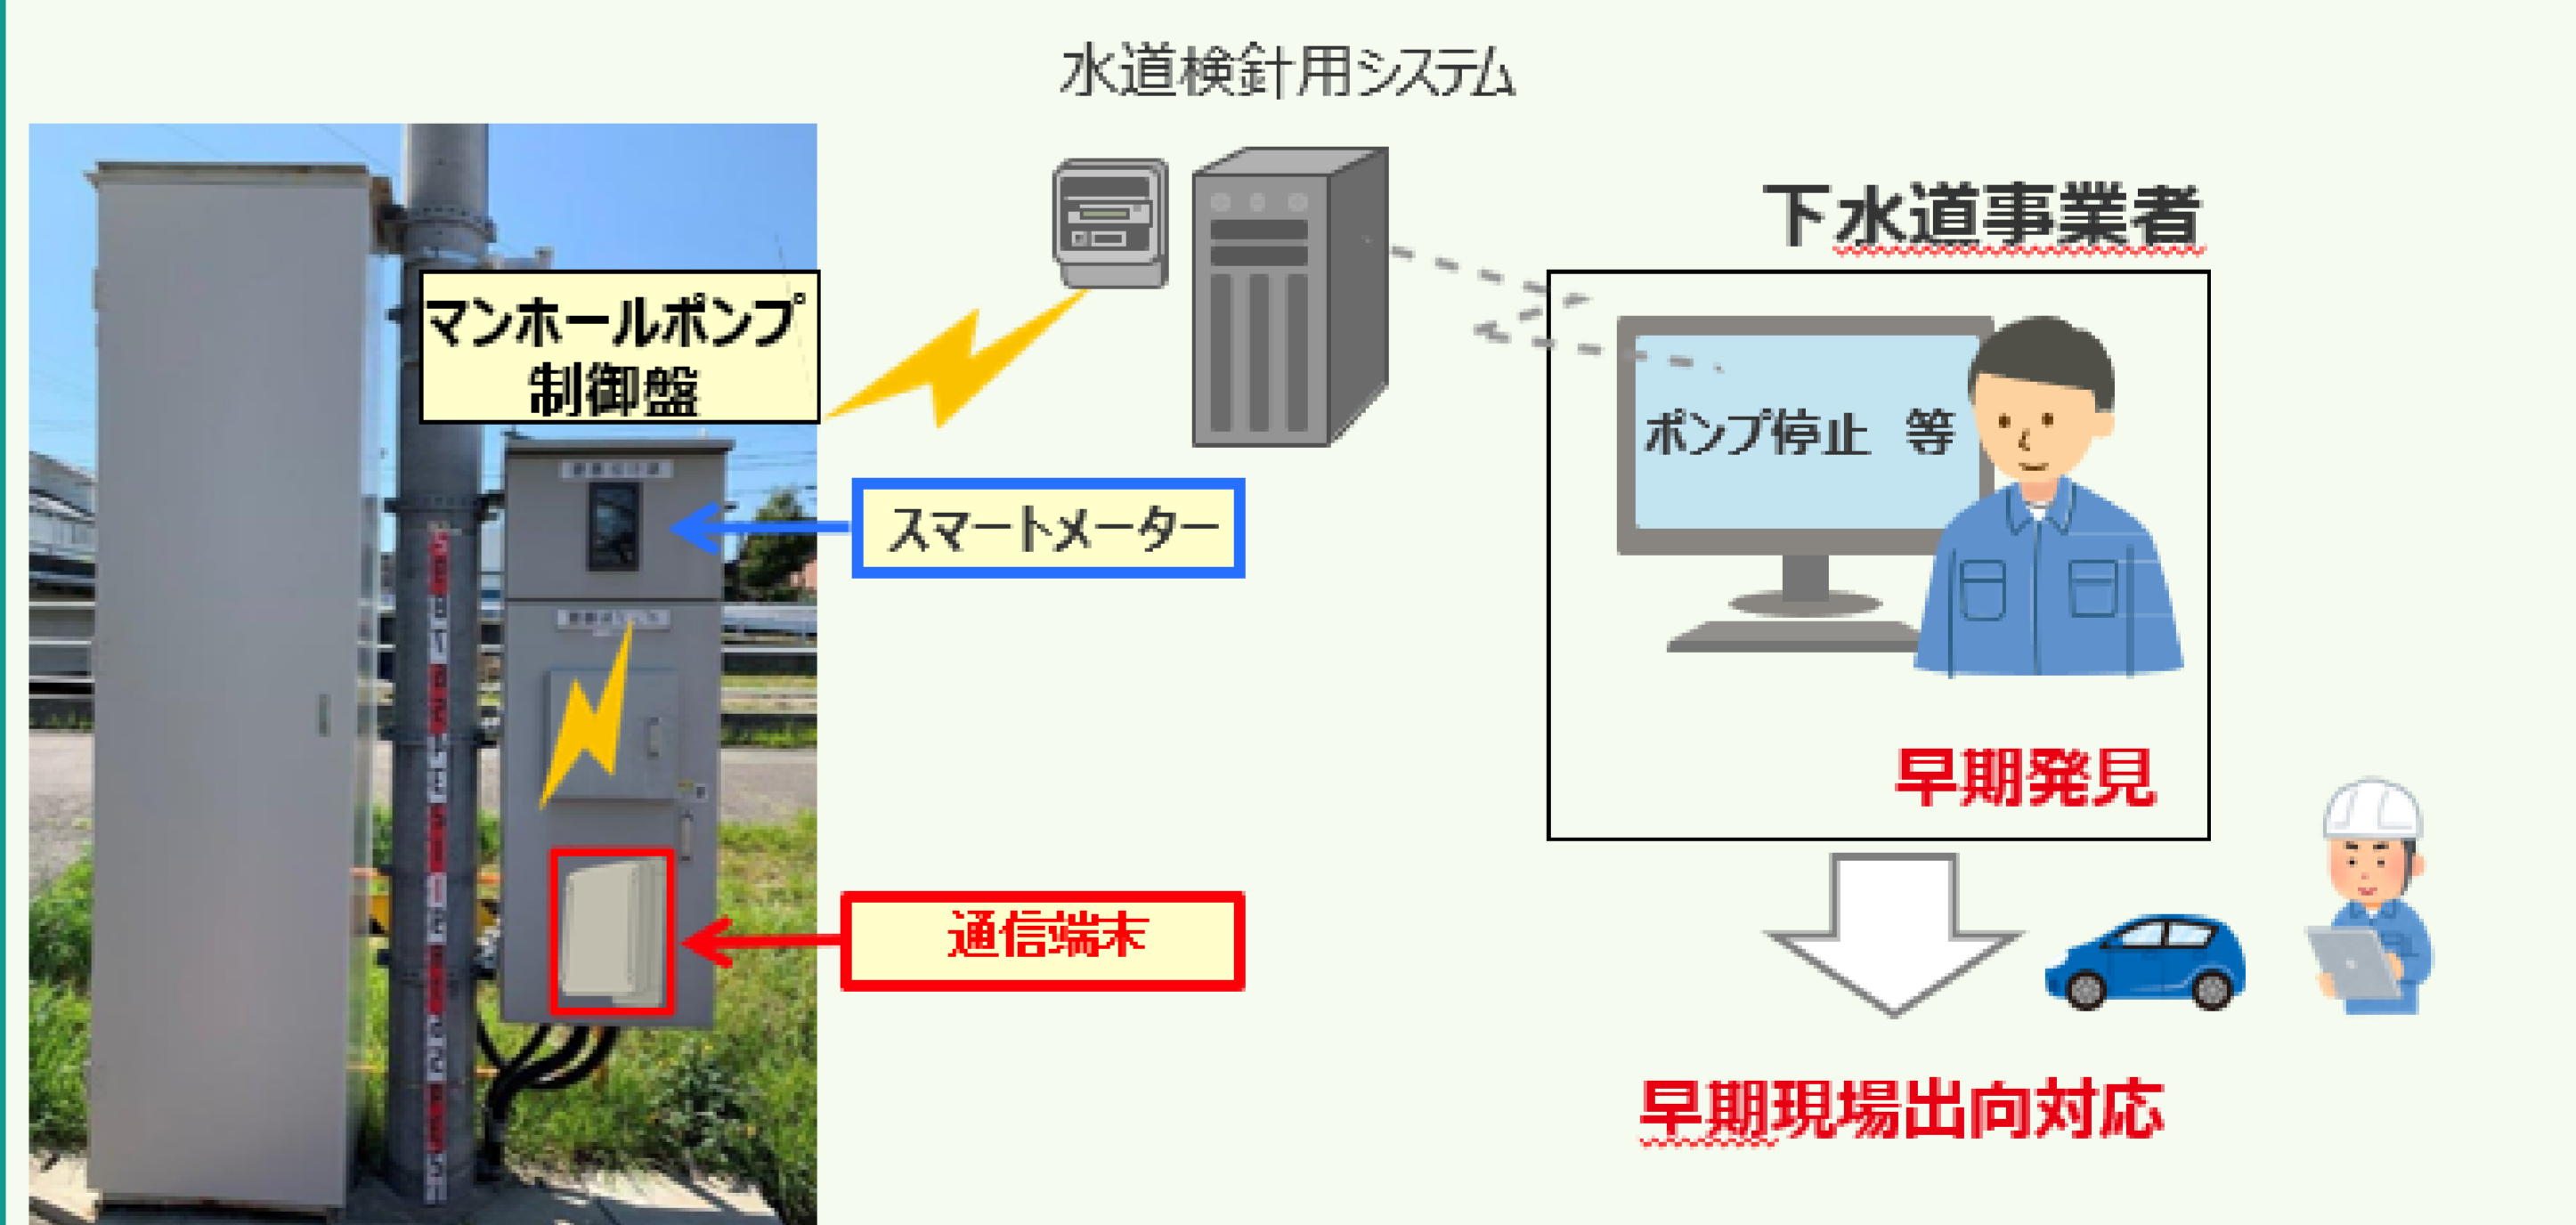 水道検針用システム
マンホールポンプ
制御盤
スマートメーター
通信端末
下水道事業者
ポンプ停止 等
早期発見
早期現場出向対応